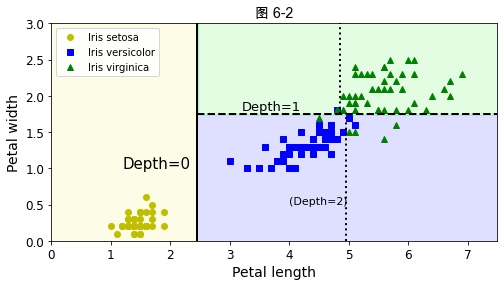 图 6-2
3.0
2.5
2.0
1.5
1.0
0.5
0.0
Petal width
Iris setosa
Iris versicolor
Iris virginica
Depth=1
Depth=0
(Depth=2)
0 1 2 3 4 5 6 7
Petal length